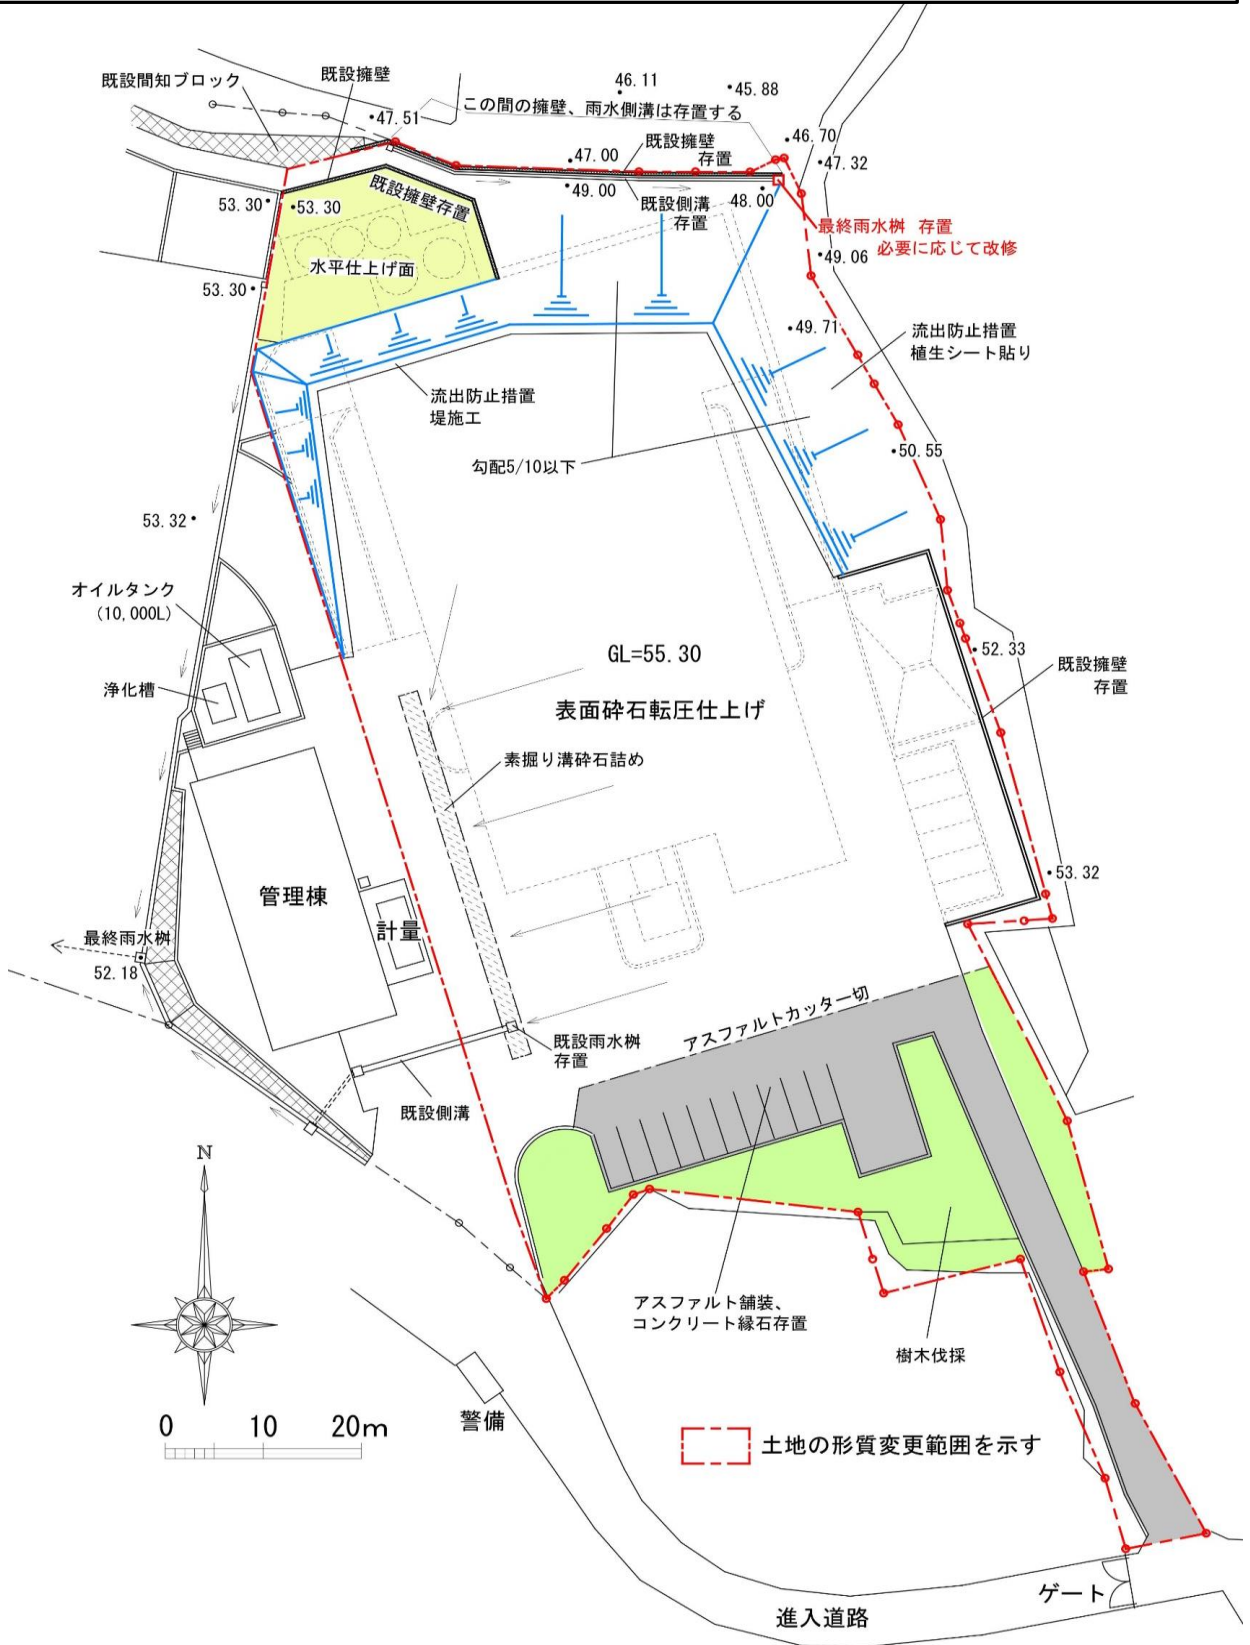 既設間知ブロック
既設擁壁
46.11
45.88
47.51
この間の擁壁、雨水側溝は存置する
46.70
既設擁壁
存置
47.00
47.32
既設擁壁存置
49.00
既設側溝
存置
48.00
53.30
53.30
最終雨水桝 存置
必要に応じて改修
49.06
水平仕上げ面
53.30
49.71
流出防止措置
植生シート貼り
流出防止措置
堤施工
勾配5/10以下
50.55
53.32
オイルタンク
(10,000L)
GL=55.30
52.33
既設擁壁
存置
浄化槽
表面砕石転圧仕上げ
素掘り溝砕石詰め
53.32
管理棟
計量
最終雨水桝
52.18
アスファルトカッター切
既設雨水桝
存置
既設側溝
N
アスファルト舗装、
コンクリート縁石存置
樹木伐採
0 10 20m
警備
土地の形質変更範囲を示す
ゲート
進入道路